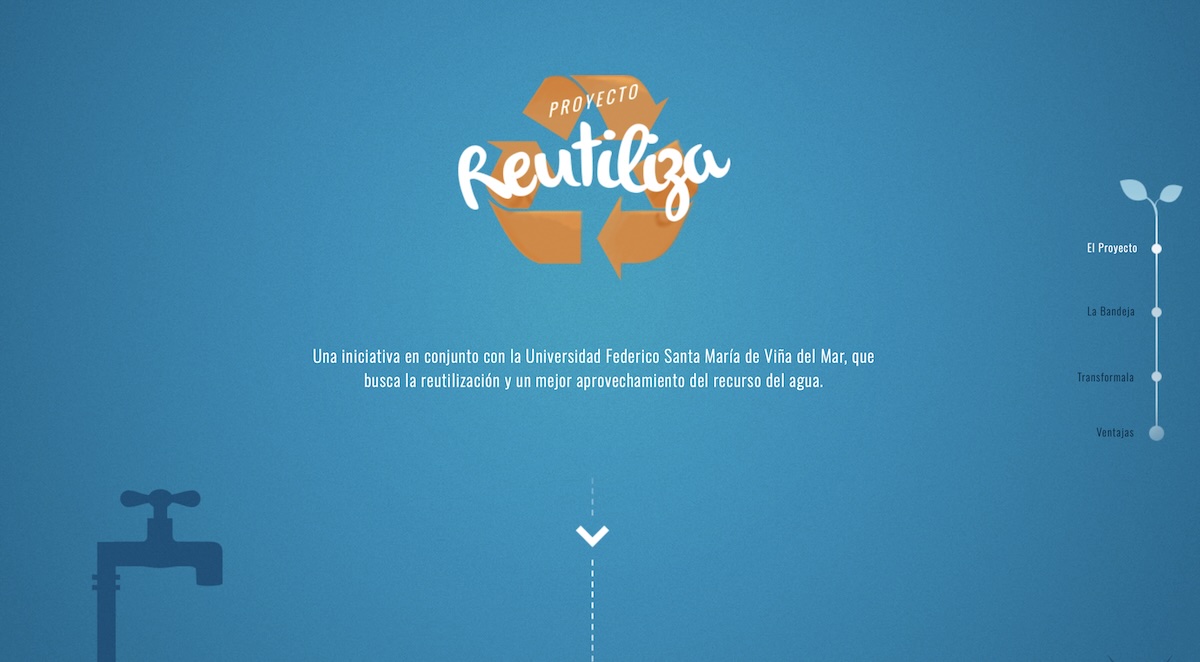 PROYECTO
Reutiliza
Una iniciativa en conjunto con la Universidad Federico Santa María de Viña del Mar, que
busca la reutilización y un mejor aprovechamiento del recurso del agua.
El Proyecto
La Bandeja
Transformala
Ventajas